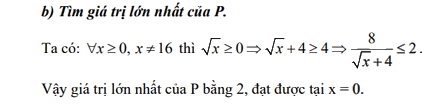 b) Tìm giá trị lớn nhất của P.
Ta có: ∀x ≥ 0, x ≠ 16 thì √x ≥ 0 ⇒ √x + 4 ≥ 4 ⇒ 8/(√x + 4) ≤ 2.
Vậy giá trị lớn nhất của P bằng 2, đạt được tại x = 0.